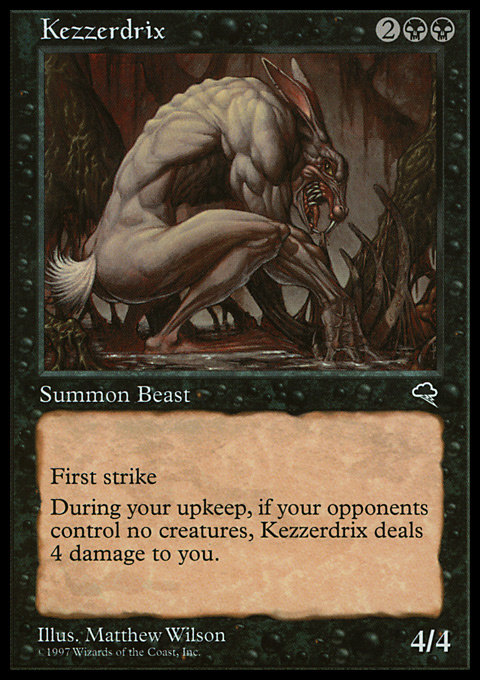 Kezzerdrix 2
Summon Beast
First strike
During your upkeep, if your opponents
control no creatures, Kezzerdrix deals
4 damage to you.
Illus. Matthew Wilson
©1997 Wizards of the Coast, Inc.
4/4